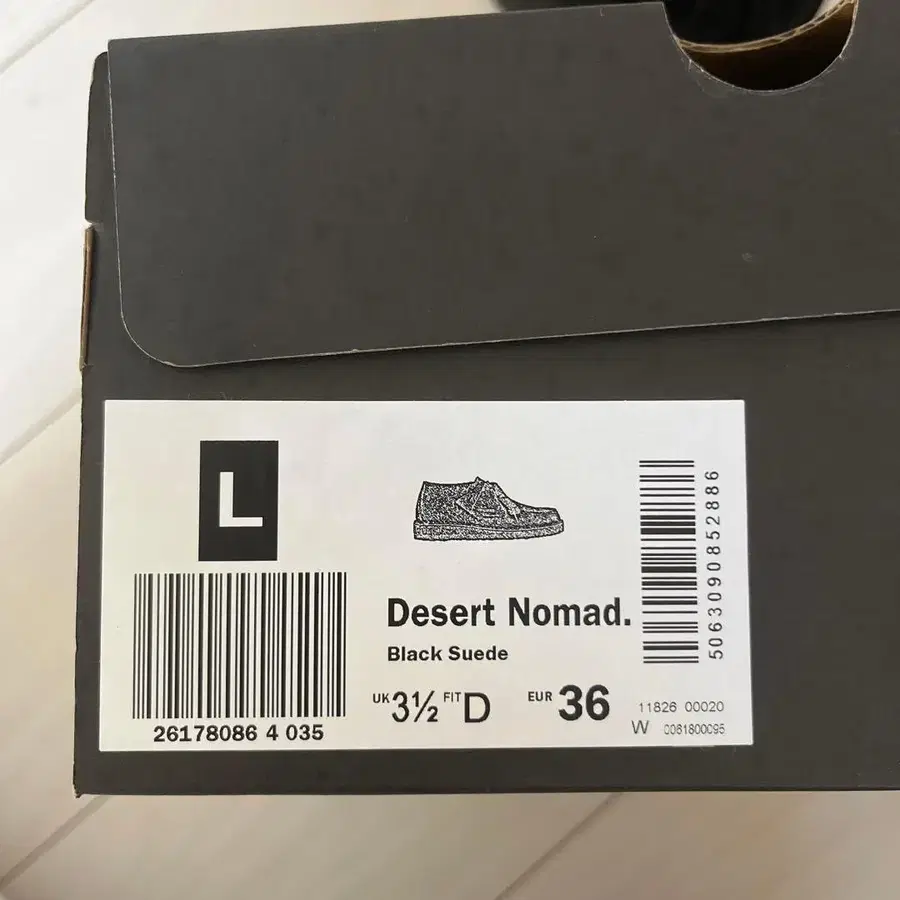 L
26178086 4 035
Desert Nomad.
Black Suede
UK 3½ FIT D EUR 36
5063090852886
11826 00020
W 0081800095